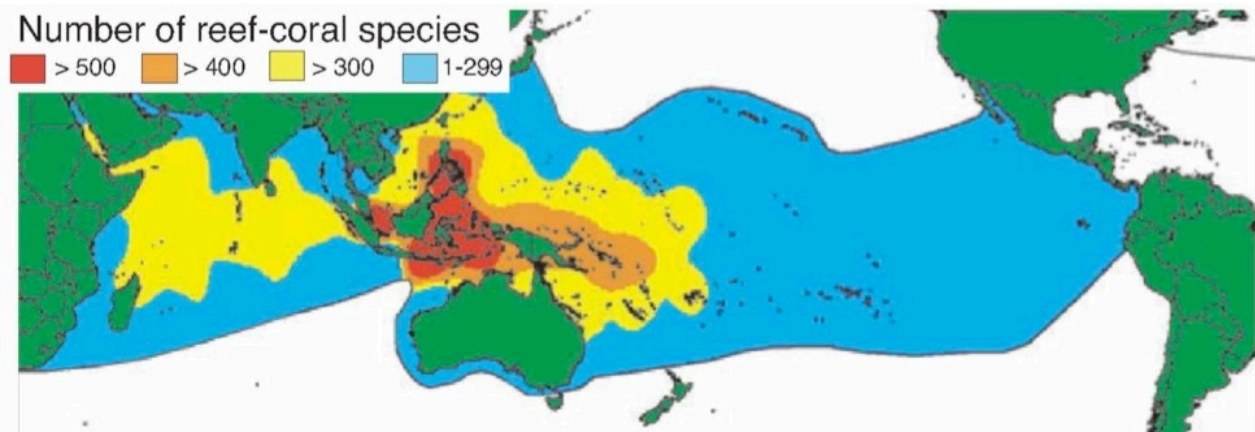 Number of reef-coral species
> 500 > 400 > 300 1-299